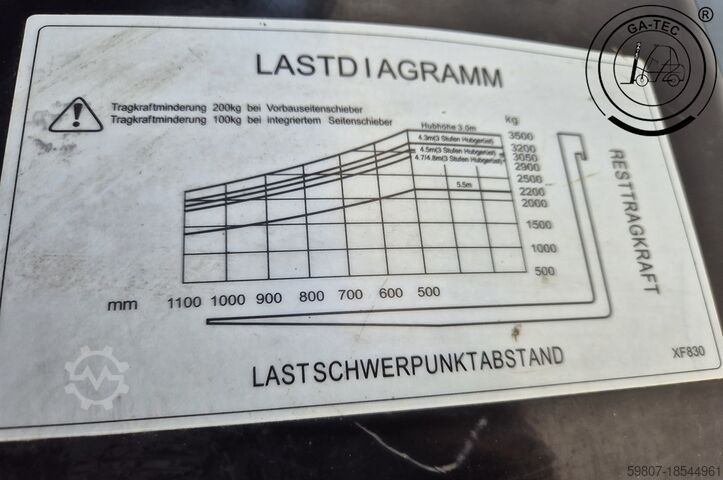 GA-TEC
®
LASTDIAGRAMM
Tragkraftminderung 200kg bei Vorbauseitenschieber
Tragkraftminderung 100kg bei integriertem Seitenschieber
kg
Hubhöhe 3.0m
4.3m(3 Stufen Hubgerüst)
4.5m(3 Stufen Hubgerüst)
4.7/4.8m(3 Stufen Hubgerüst)
5.5m
3500
3200
3050
2900
2500
2200
2000
1500
1000
500
RESTTRAGKRAFT
mm 1100 1000 900 800 700 600 500
LASTSCHWERPUNKTABSTAND
XF830
59807-18544961